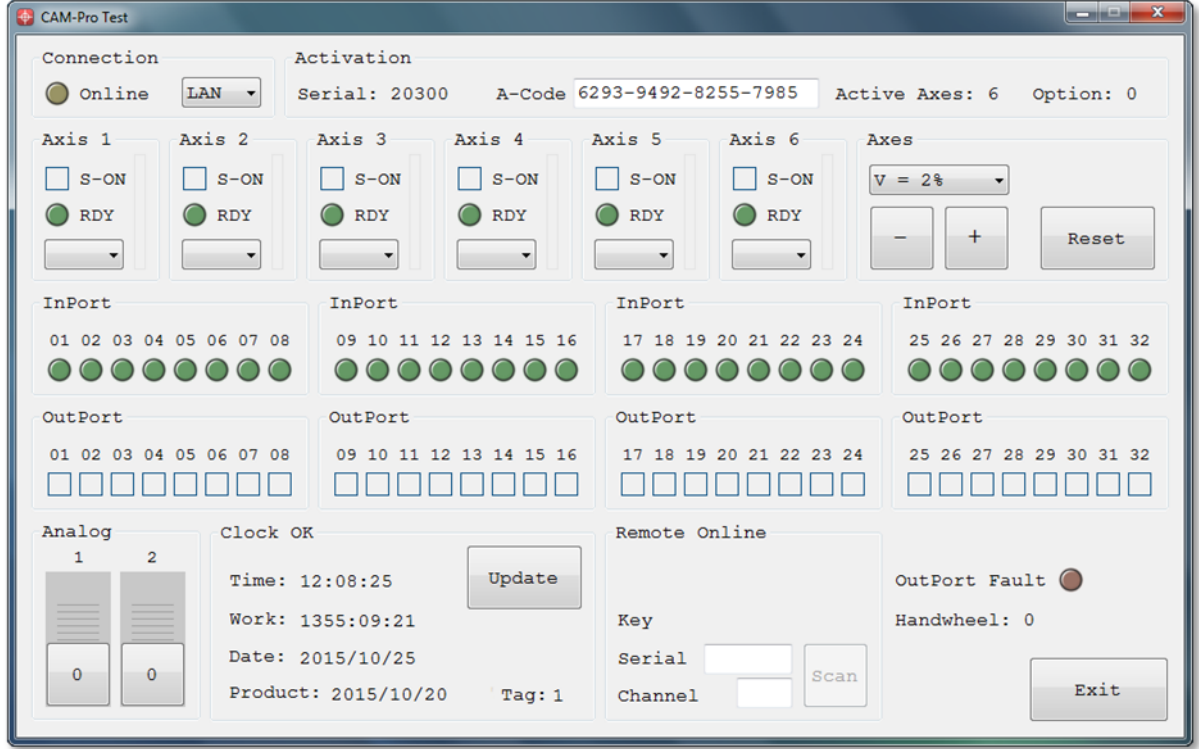 CAM-Pro Test
Connection
Online LAN
Activation
Serial: 20300 A-Code 6293-9492-8255-7985 Active Axes: 6 Option: 0
Axis 1 Axis 2 Axis 3 Axis 4 Axis 5 Axis 6 Axes
S-ON S-ON S-ON S-ON S-ON S-ON V = 2%
RDY RDY RDY RDY RDY RDY - + Reset
InPort InPort InPort InPort
01 02 03 04 05 06 07 08 09 10 11 12 13 14 15 16 17 18 19 20 21 22 23 24 25 26 27 28 29 30 31 32
OutPort OutPort OutPort OutPort
01 02 03 04 05 06 07 08 09 10 11 12 13 14 15 16 17 18 19 20 21 22 23 24 25 26 27 28 29 30 31 32
Analog
1 2
0 0
Clock OK
Time: 12:08:25 Update
Work: 1355:09:21
Date: 2015/10/25
Product: 2015/10/20 Tag: 1
Remote Online
Key
Serial
Channel Scan
OutPort Fault
Handwheel: 0
Exit